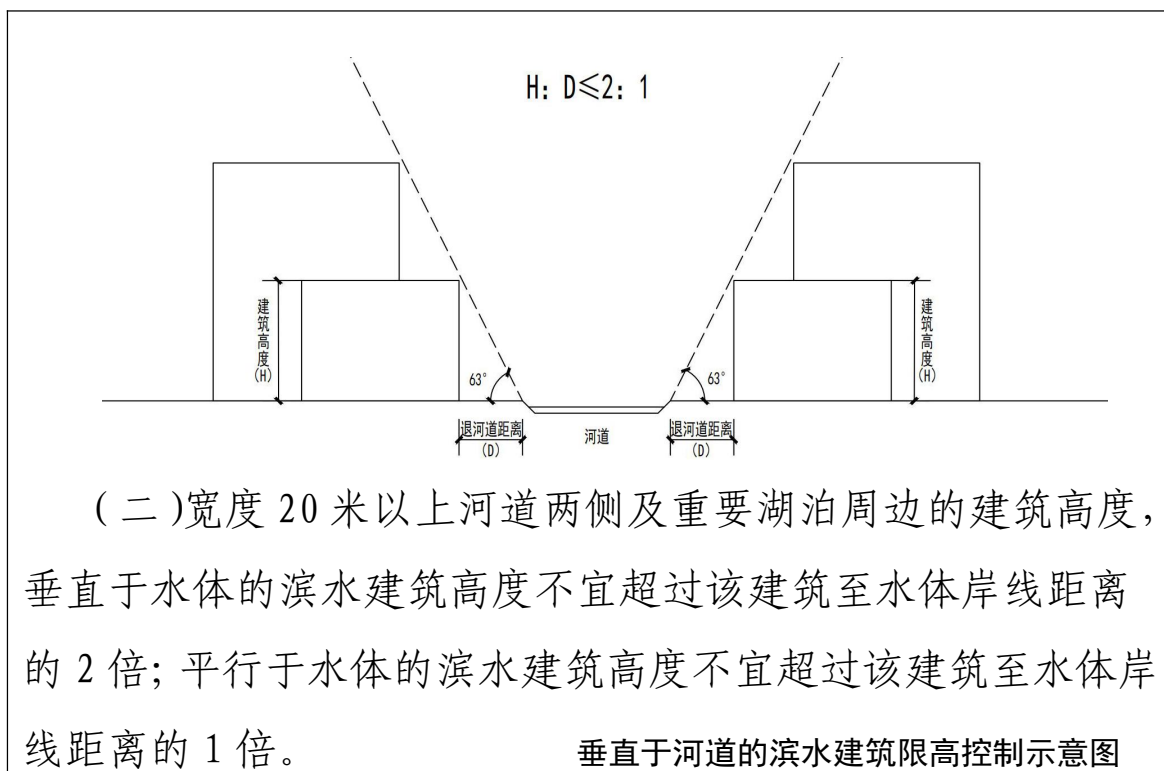 H: D≤2: 1
建筑高度(H)
建筑高度(H)
63°
63°
退河道距离
(D)
河道
退河道距离
(D)
(二)宽度 20 米以上河道两侧及重要湖泊周边的建筑高度,
垂直于水体的滨水建筑高度不宜超过该建筑至水体岸线距离
的 2 倍; 平行于水体的滨水建筑高度不宜超过该建筑至水体岸
线距离的 1 倍。
垂直于河道的滨水建筑限高控制示意图